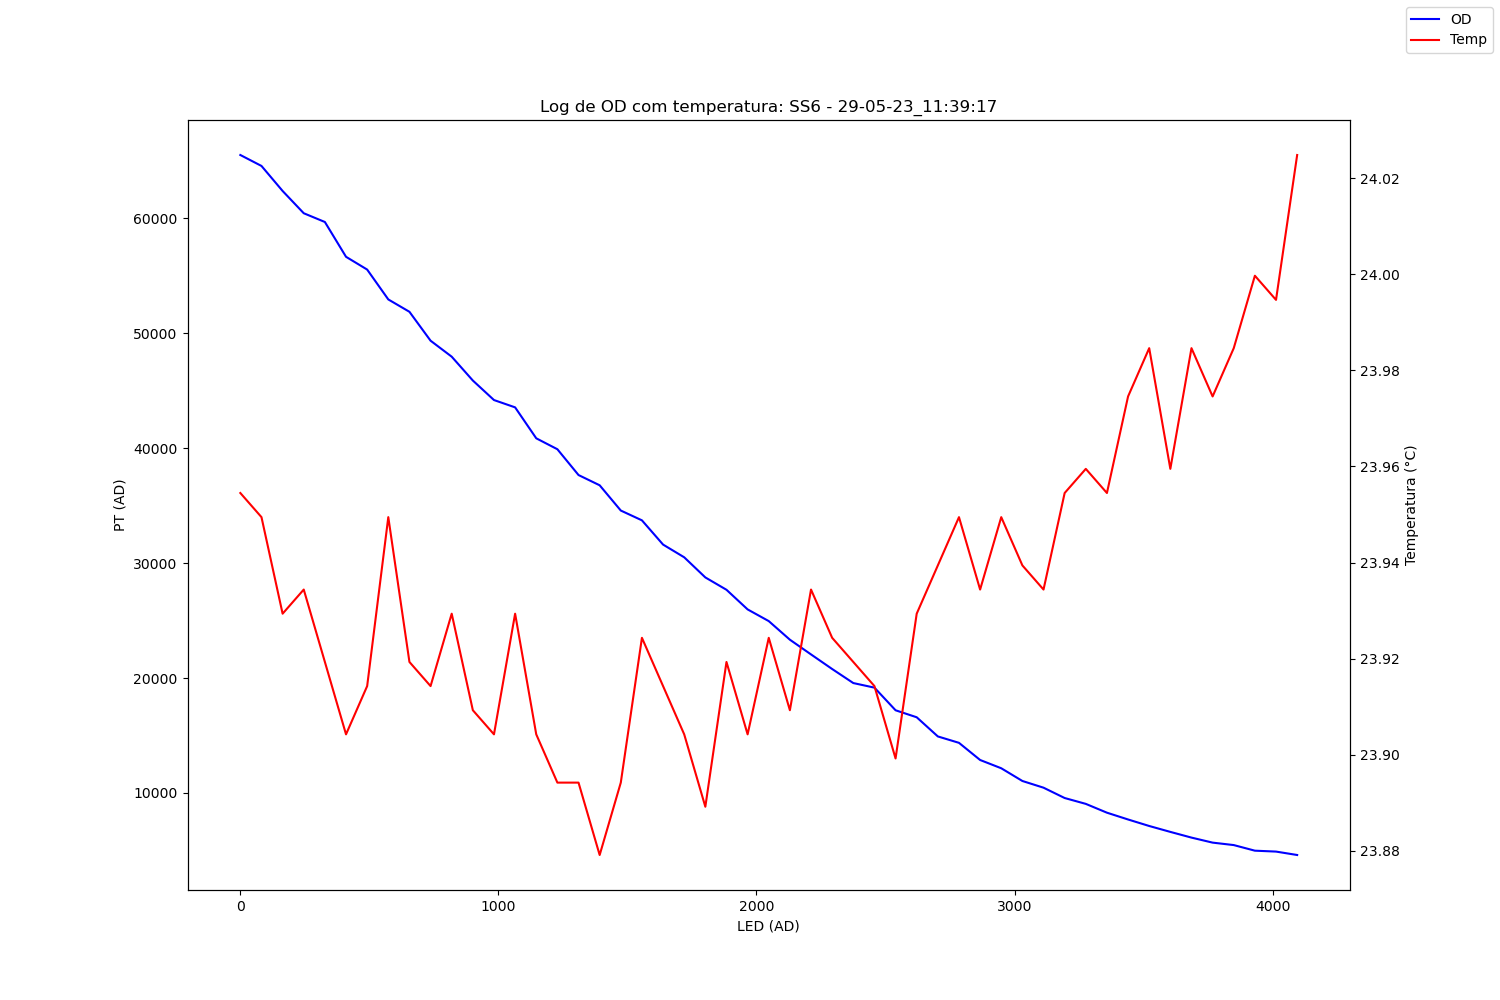 OD
Temp
Log de OD com temperatura: SS6 - 29-05-23_11:39:17
60000
50000
40000
30000
20000
10000
PT (AD)
24.02
24.00
23.98
23.96
23.94
23.92
23.90
23.88
Temperatura (°C)
0 1000 2000 3000 4000
LED (AD)